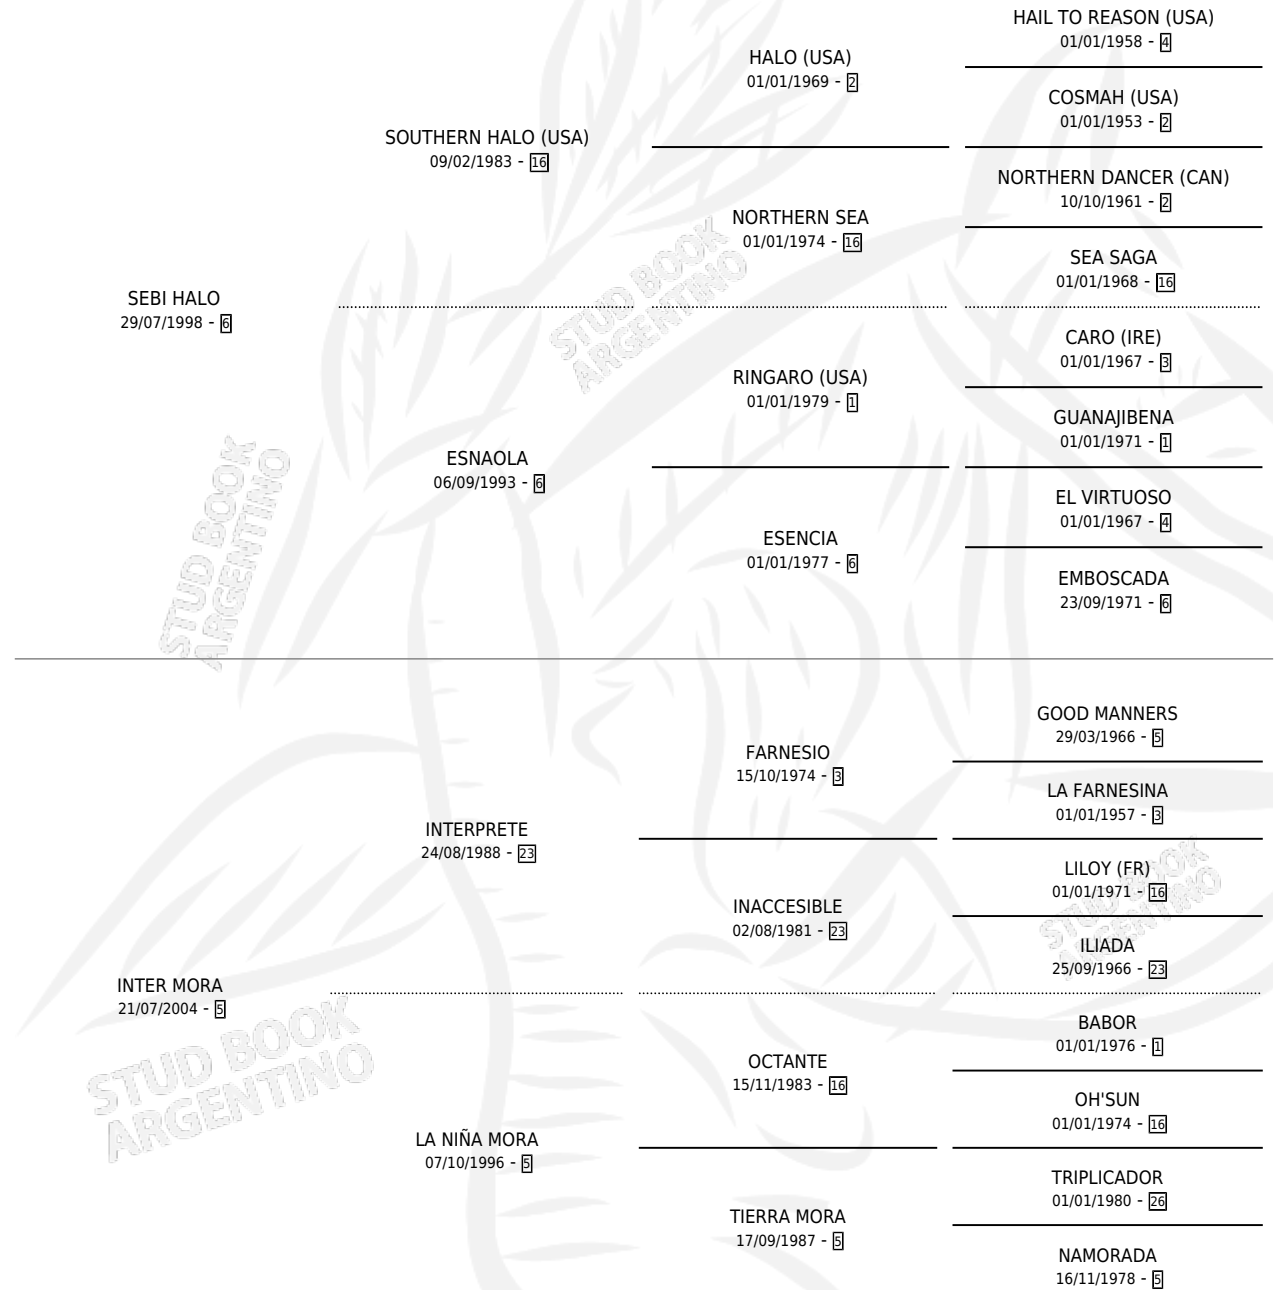 HAIL TO REASON (USA)
01/01/1958 - 4
HALO (USA)
01/01/1969 - 2
COSMAH (USA)
01/01/1953 - 2
SOUTHERN HALO (USA)
09/02/1983 - 16
NORTHERN DANCER (CAN)
10/10/1961 - 2
NORTHERN SEA
01/01/1974 - 16
SEA SAGA
01/01/1968 - 16
SEBI HALO
29/07/1998 - 6
STUD BOOK
ARGENTINO
CARO (IRE)
01/01/1967 - 3
RINGARO (USA)
01/01/1979 - 1
GUANAJIBENA
01/01/1971 - 1
ESNAOLA
06/09/1993 - 6
EL VIRTUOSO
01/01/1967 - 4
ESENCIA
01/01/1977 - 6
EMBOSCADA
23/09/1971 - 6
STUD BOOK
ARGENTINO
GOOD MANNERS
29/03/1966 - 5
FARNESIO
15/10/1974 - 3
LA FARNESINA
01/01/1957 - 3
INTERPRETE
24/08/1988 - 23
LILOY (FR)
01/01/1971 - 16
INACCESIBLE
02/08/1981 - 23
STUD BOOK
ARGENTINO
ILIADA
25/09/1966 - 23
INTER MORA
21/07/2004 - 5
STUD BOOK
ARGENTINO
BABOR
01/01/1976 - 1
OCTANTE
15/11/1983 - 16
OH'SUN
01/01/1974 - 16
LA NIÑA MORA
07/10/1996 - 5
TRIPLICADOR
01/01/1980 - 26
TIERRA MORA
17/09/1987 - 5
NAMORADA
16/11/1978 - 5